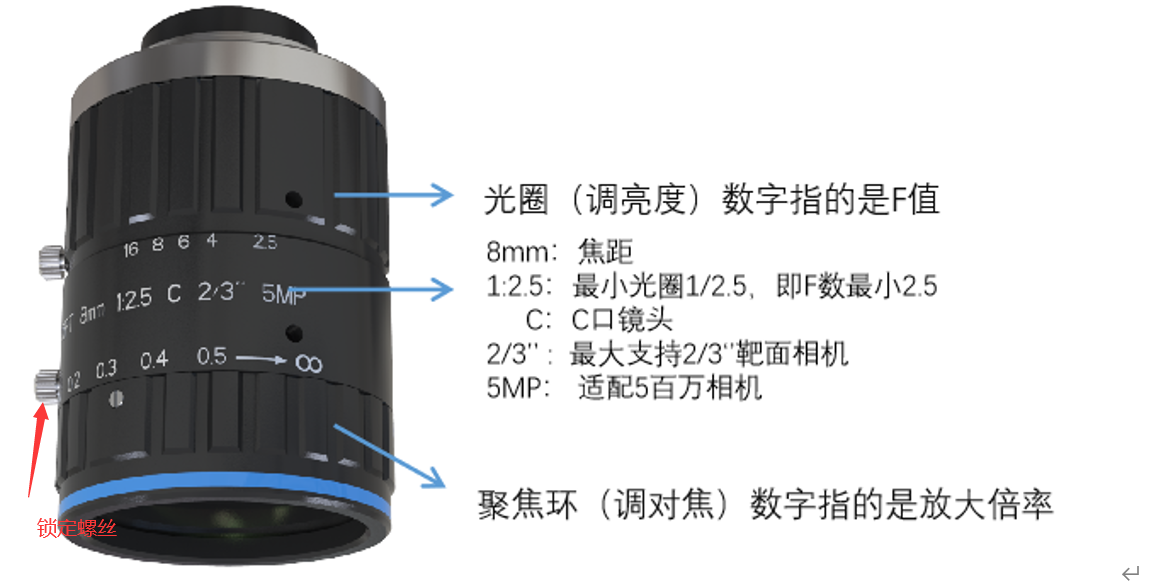 光圈（调亮度）数字指的是F值
16 8 6 4 2.5
8mm： 焦距
1:2.5： 最小光圈1/2.5，即F数最小2.5
C： C口镜头
2/3''： 最大支持2/3''靶面相机
5MP： 适配5百万相机
8mm 1:2.5 C 2/3'' 5MP
0.2 0.3 0.4 0.5 → ∞
聚焦环（调对焦）数字指的是放大倍率
锁定螺丝